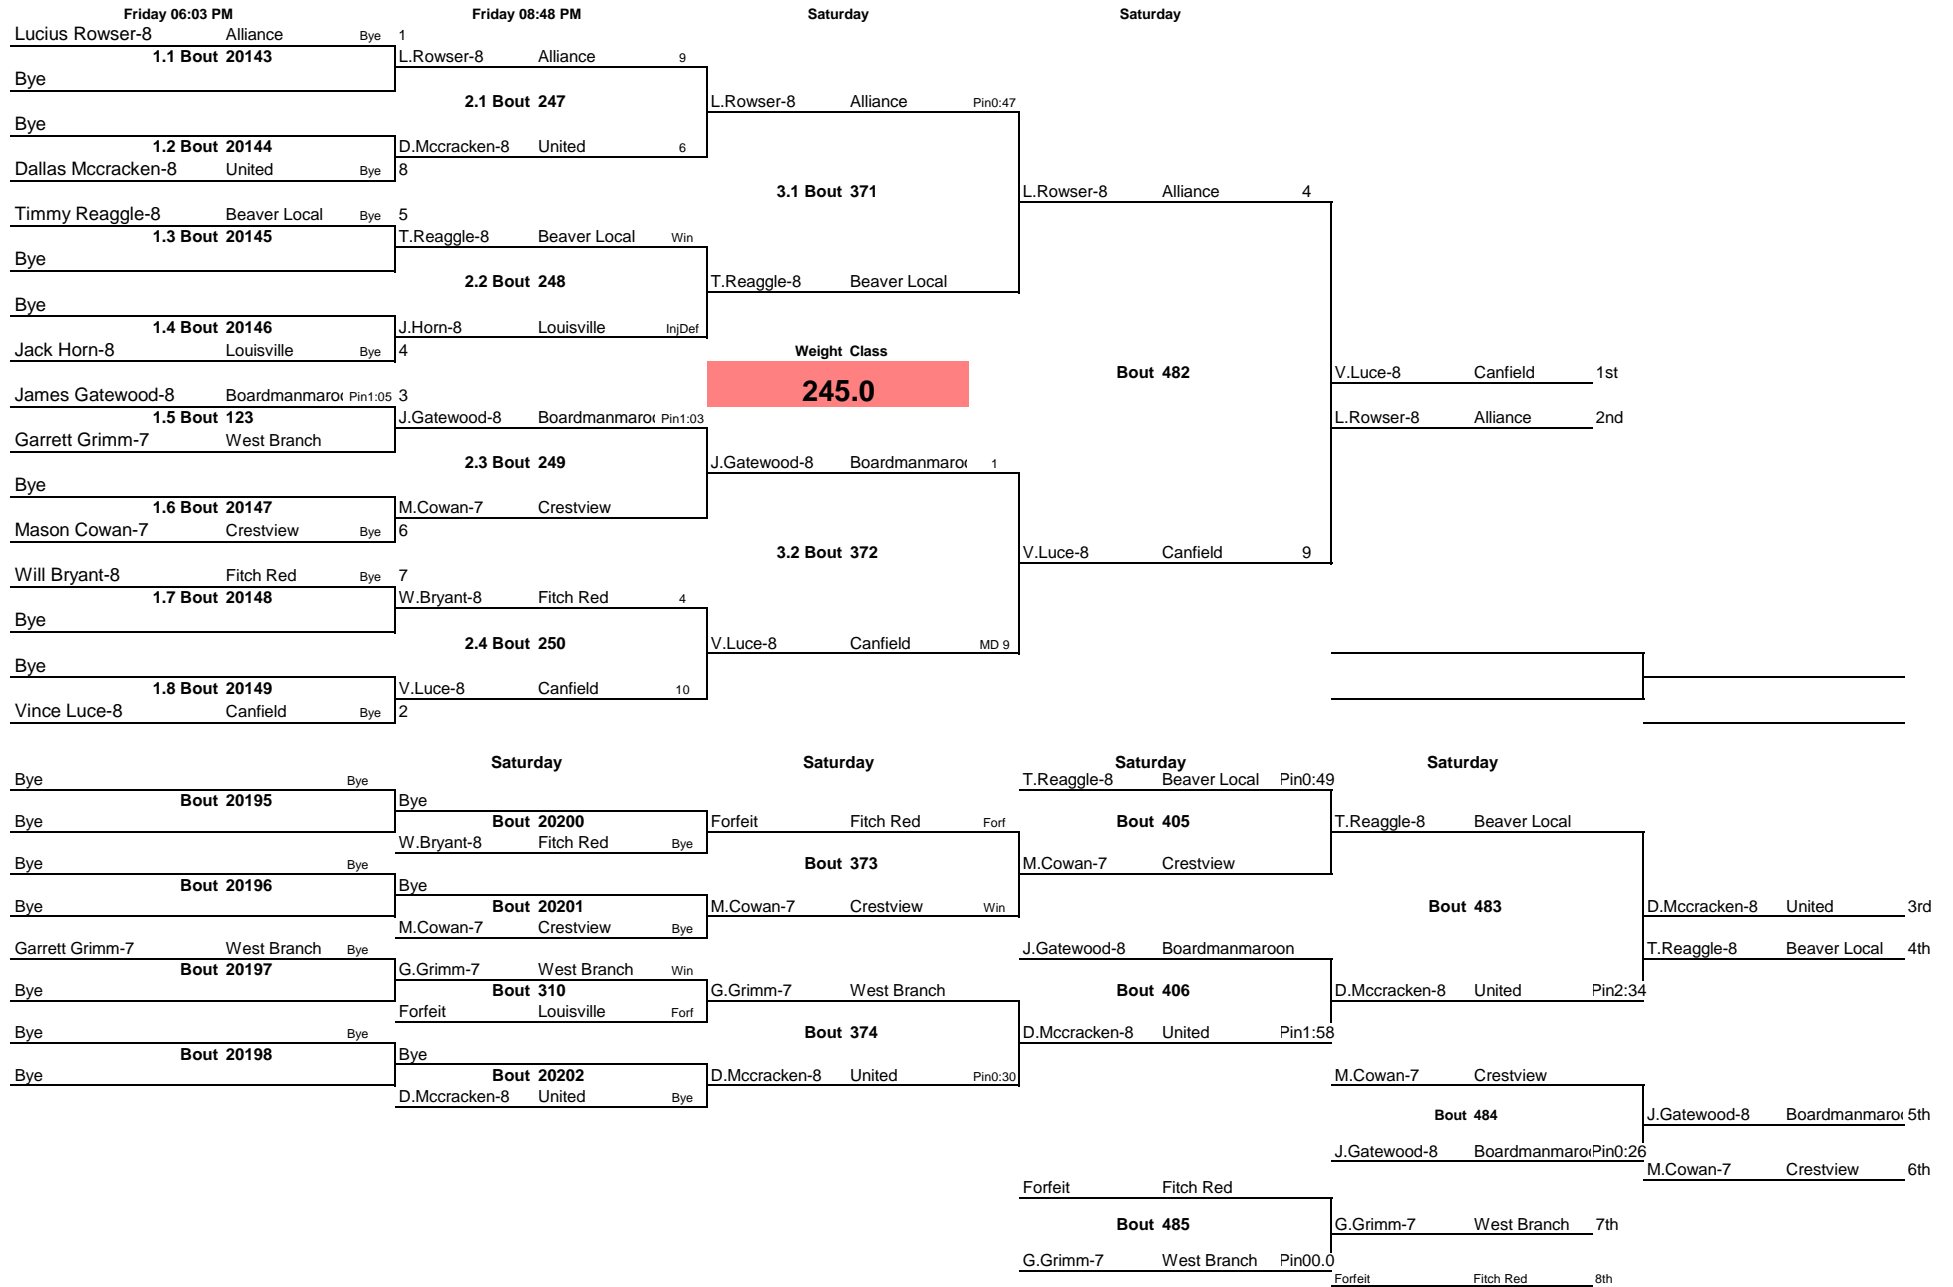 Friday 06:03 PM Friday 08:48 PM Saturday Saturday
Lucius Rowser-8 Alliance Bye 1
1.1 Bout 20143 L.Rowser-8 Alliance 9
Bye
2.1 Bout 247 L.Rowser-8 Alliance Pin0:47
Bye
1.2 Bout 20144 D.Mccracken-8 United 6
Dallas Mccracken-8 United Bye 8
3.1 Bout 371 L.Rowser-8 Alliance 4
Timmy Reaggle-8 Beaver Local Bye 5
1.3 Bout 20145 T.Reaggle-8 Beaver Local Win
Bye
2.2 Bout 248 T.Reaggle-8 Beaver Local
Bye
1.4 Bout 20146 J.Horn-8 Louisville InjDef
Jack Horn-8 Louisville Bye 4
Weight Class
Bout 482 V.Luce-8 Canfield 1st
245.0
James Gatewood-8 Boardmanmaroo Pin1:05 3
1.5 Bout 123 J.Gatewood-8 Boardmanmaroo Pin1:03
L.Rowser-8 Alliance 2nd
Garrett Grimm-7 West Branch
2.3 Bout 249 J.Gatewood-8 Boardmanmaroo 1
Bye
1.6 Bout 20147 M.Cowan-7 Crestview
Mason Cowan-7 Crestview Bye 6
3.2 Bout 372 V.Luce-8 Canfield 9
Will Bryant-8 Fitch Red Bye 7
1.7 Bout 20148 W.Bryant-8 Fitch Red 4
Bye
2.4 Bout 250 V.Luce-8 Canfield MD 9
Bye
1.8 Bout 20149 V.Luce-8 Canfield 10
Vince Luce-8 Canfield Bye 2
Saturday Saturday Saturday Saturday
Bye Bye T.Reaggle-8 Beaver Local Pin0:49
Bout 20195 Bye
Bye Bout 20200 Forfeit Fitch Red Forf Bout 405 T.Reaggle-8 Beaver Local
W.Bryant-8 Fitch Red Bye
Bye Bye Bout 373 M.Cowan-7 Crestview
Bout 20196 Bye
Bye Bout 20201 M.Cowan-7 Crestview Win Bout 483 D.Mccracken-8 United 3rd
M.Cowan-7 Crestview Bye
Garrett Grimm-7 West Branch Bye J.Gatewood-8 Boardmanmaroon T.Reaggle-8 Beaver Local 4th
Bout 20197 G.Grimm-7 West Branch Win
Bye Bout 310 G.Grimm-7 West Branch Bout 406 D.Mccracken-8 United Pin2:34
Forfeit Louisville Forf
Bye Bye Bout 374 D.Mccracken-8 United Pin1:58
Bout 20198 Bye
Bye Bout 20202 D.Mccracken-8 United Pin0:30 M.Cowan-7 Crestview
D.Mccracken-8 United Bye
Bout 484 J.Gatewood-8 Boardmanmaroo 5th
J.Gatewood-8 Boardmanmaroo Pin0:26
M.Cowan-7 Crestview 6th
Forfeit Fitch Red
Bout 485 G.Grimm-7 West Branch 7th
G.Grimm-7 West Branch Pin00.0
Forfeit Fitch Red 8th